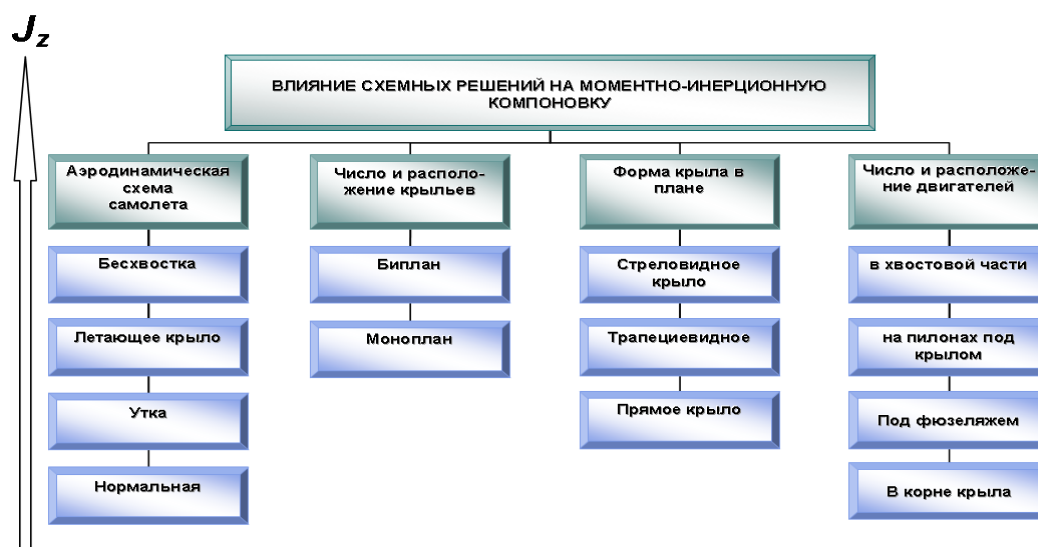 Jz
ВЛИЯНИЕ СХЕМНЫХ РЕШЕНИЙ НА МОМЕНТНО-ИНЕРЦИОННУЮ
КОМПОНОВКУ
Аэродинамическая
схема
самолета
Бесхвостка
Летающее крыло
Утка
Нормальная
Число и располо-
жение крыльев
Биплан
Моноплан
Форма крыла в
плане
Стреловидное
крыло
Трапециевидное
Прямое крыло
Число и расположе-
ние двигателей
в хвостовой части
на пилонах под
крылом
Под фюзеляжем
В корне крыла